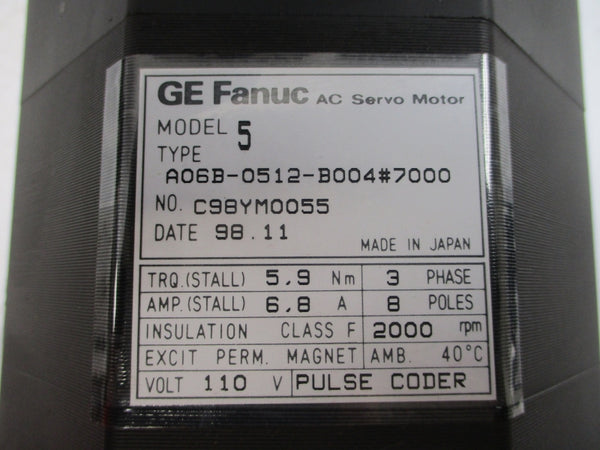 GE Fanuc AC Servo Motor
MODEL 5
TYPE
A06B-0512-B004#7000
NO. C98YM0055
DATE 98.11
MADE IN JAPAN
TRQ.(STALL) 5.9 Nm 3 PHASE
AMP.(STALL) 6.8 A 8 POLES
INSULATION CLASS F 2000 rpm
EXCIT PERM. MAGNET AMB. 40°C
VOLT 110 V PULSE CODER